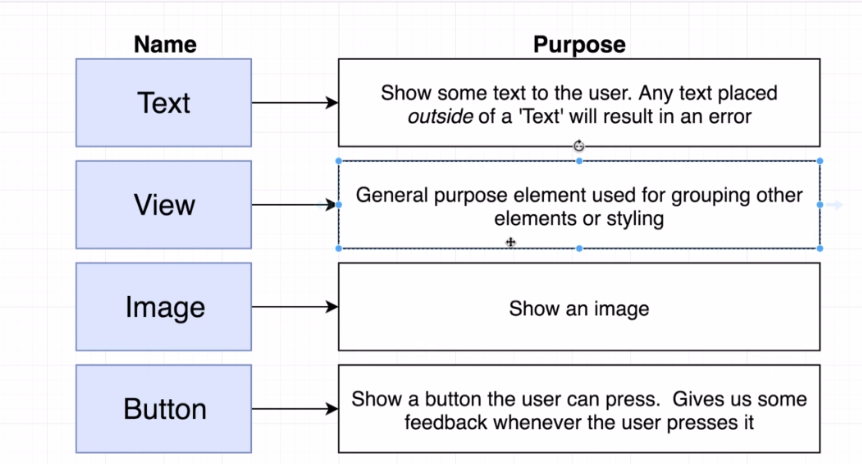 Name Purpose
Text
Show some text to the user. Any text placed
outside of a 'Text' will result in an error
View
General purpose element used for grouping other
elements or styling
Image
Show an image
Button
Show a button the user can press.  Gives us some
feedback whenever the user presses it